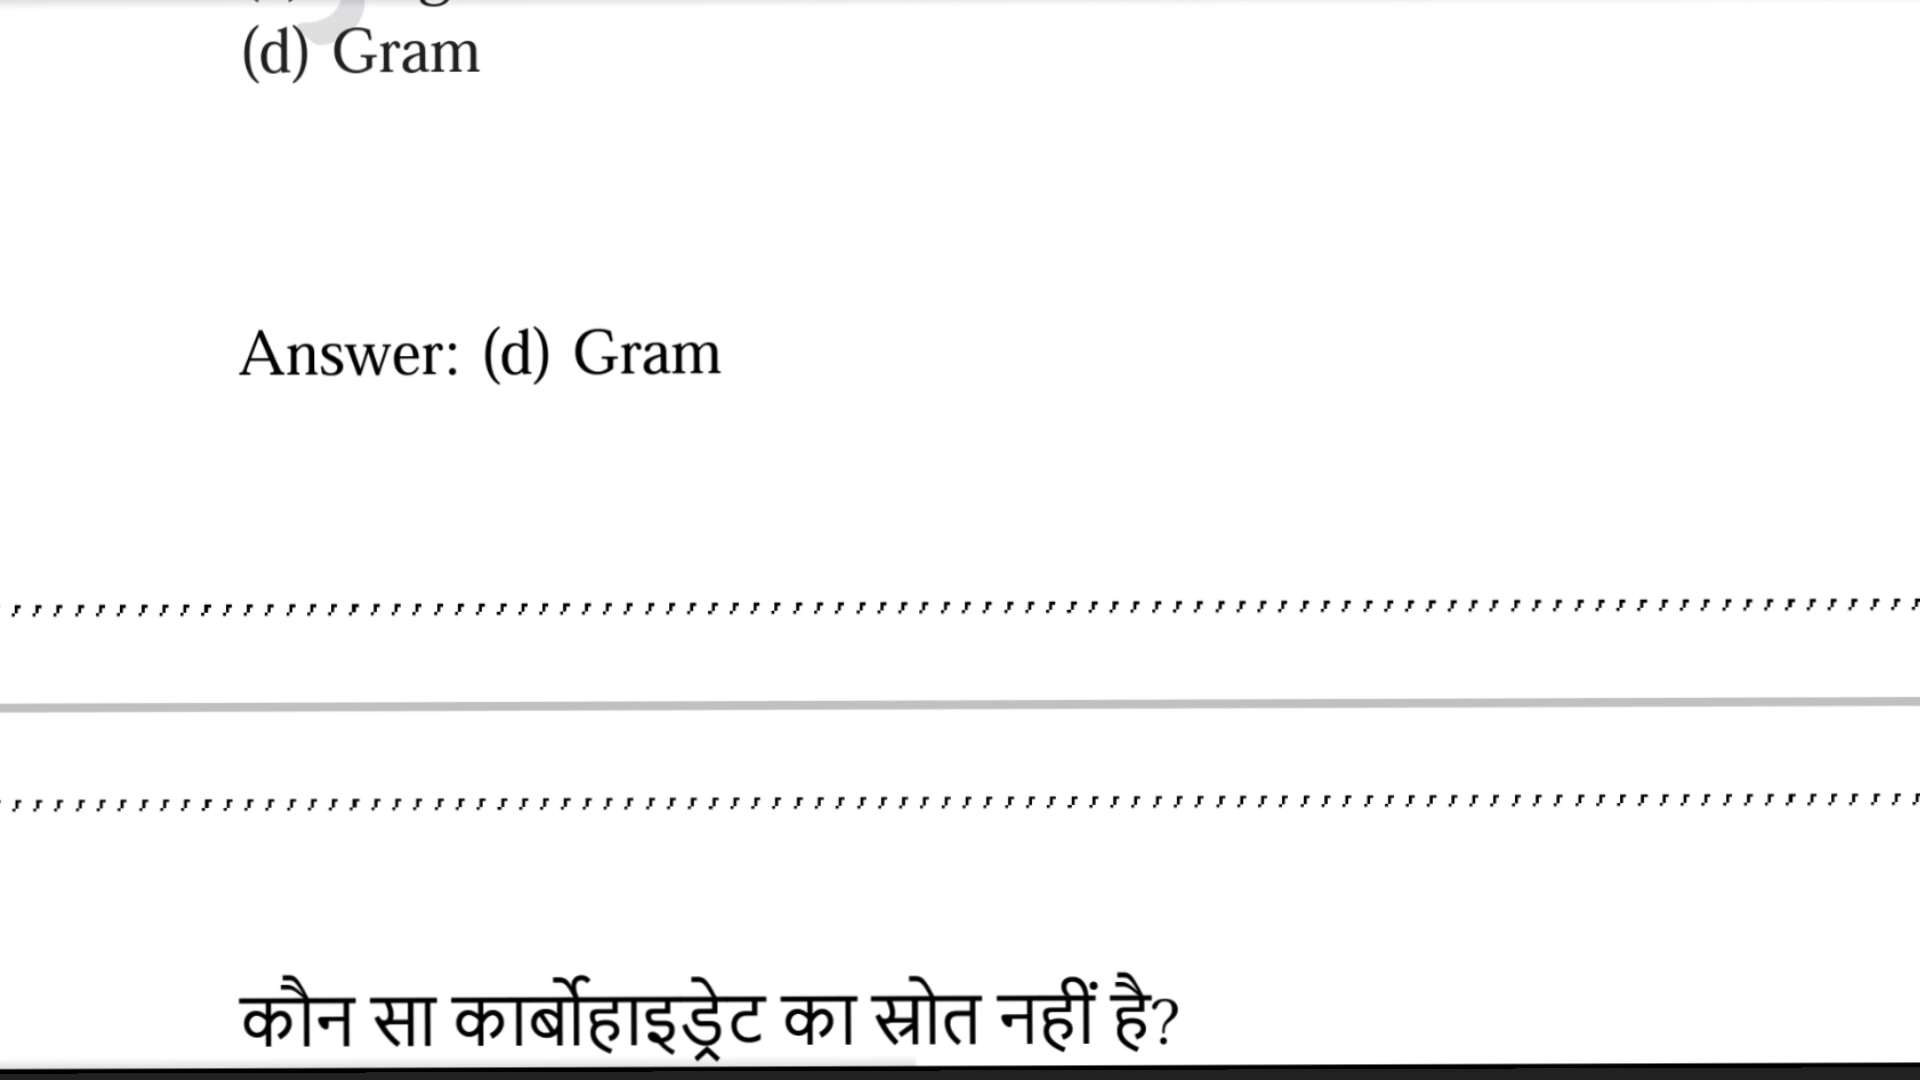 (d) Gram
Answer: (d) Gram
कौन सा कार्बोहाइड्रेट का स्रोत नहीं है?